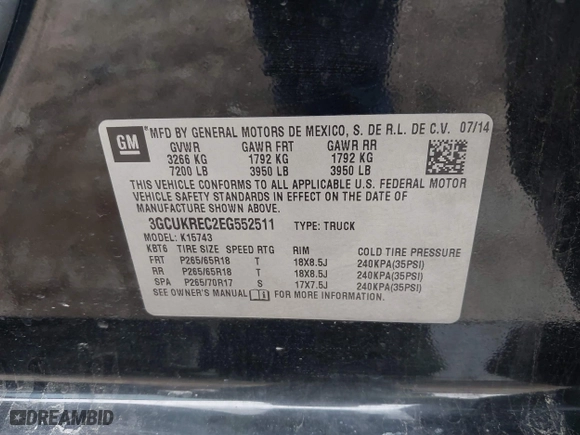 GM
MFD BY GENERAL MOTORS DE MEXICO, S. DE R.L. DE C.V. 07/14
GVWR GAWR FRT GAWR RR
3266 KG 1792 KG 1792 KG
7200 LB 3950 LB 3950 LB
THIS VEHICLE CONFORMS TO ALL APPLICABLE U.S. FEDERAL MOTOR
VEHICLE SAFETY STANDARDS IN EFFECT ON THE DATE OF
MANUFACTURE SHOWN ABOVE.
3GCUKREC2EG552511 TYPE: TRUCK
MODEL: K15743
KBT6 TIRE SIZE SPEED RTG RIM COLD TIRE PRESSURE
FRT P265/65R18 T 18X8.5J 240KPA(35PSI)
RR P265/65R18 T 18X8.5J 240KPA(35PSI)
SPA P265/70R17 S 17X7.5J 240KPA(35PSI)
SEE OWNER'S MANUAL FOR MORE INFORMATION.
DREAMBID